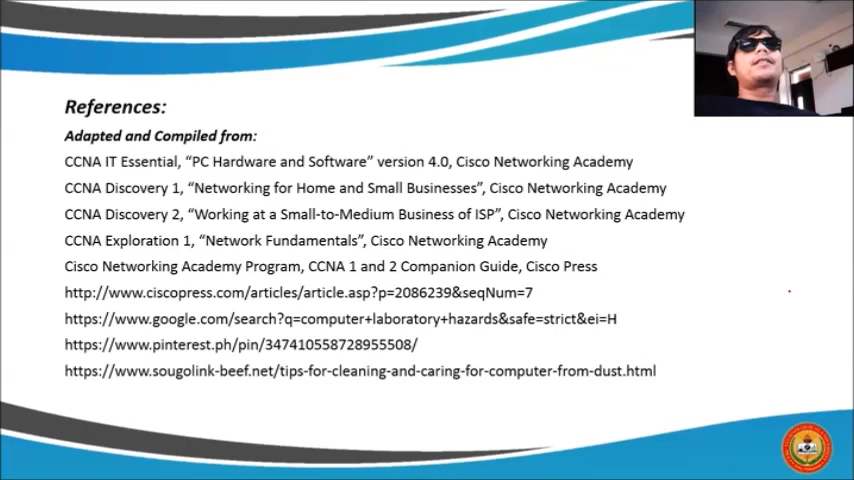 References:
Adapted and Compiled from:
CCNA IT Essential, “PC Hardware and Software” version 4.0, Cisco Networking Academy
CCNA Discovery 1, “Networking for Home and Small Businesses”, Cisco Networking Academy
CCNA Discovery 2, “Working at a Small-to-Medium Business of ISP”, Cisco Networking Academy
CCNA Exploration 1, “Network Fundamentals”, Cisco Networking Academy
Cisco Networking Academy Program, CCNA 1 and 2 Companion Guide, Cisco Press
http://www.ciscopress.com/articles/article.asp?p=2086239&seqNum=7
https://www.google.com/search?q=computer+laboratory+hazards&safe=strict&ei=H
https://www.pinterest.ph/pin/347410558728955508/
https://www.sougolink-beef.net/tips-for-cleaning-and-caring-for-computer-from-dust.html